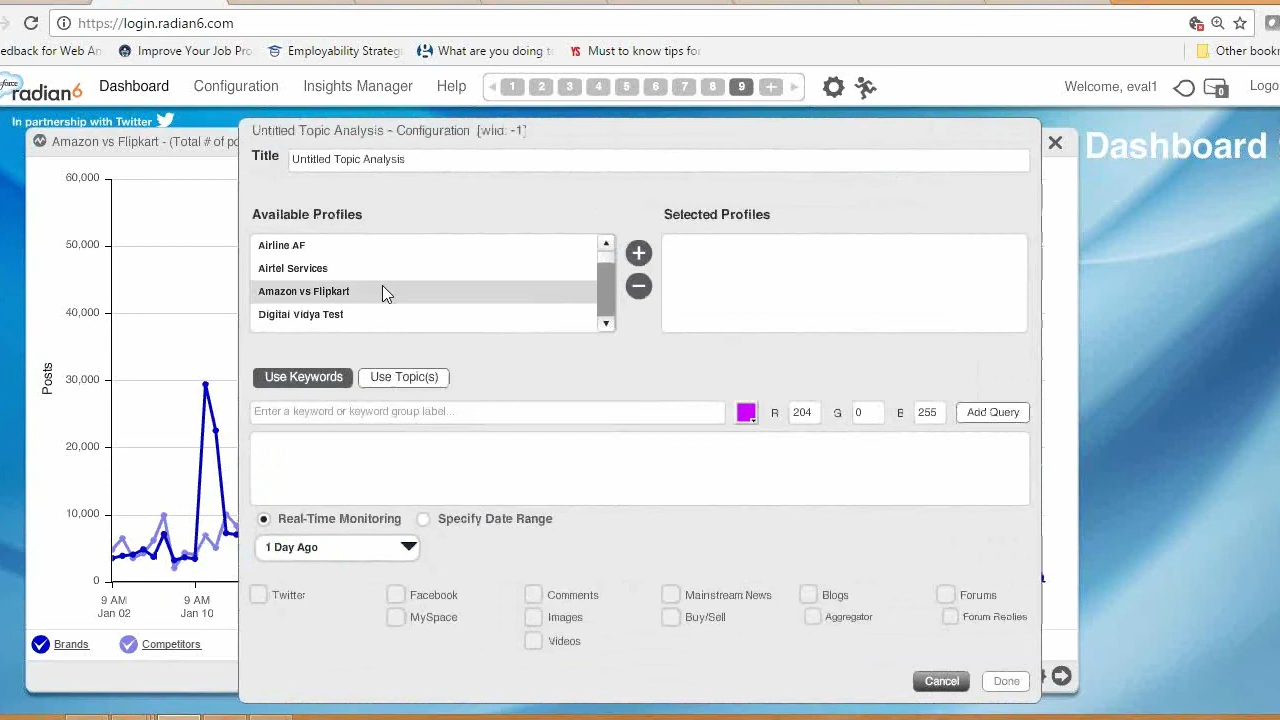 https://login.radian6.com
edback for Web An
Improve Your Job Pro
Employability Strateg
What are you doing t
YS Must to know tips for
Other book
force
radian6
Dashboard
Configuration
Insights Manager
Help
1 2 3 4 5 6 7 8 9 +
Welcome, eval1
0
Logo
In partnership with Twitter
Amazon vs Flipkart - (Total # of po
Dashboard
Untitled Topic Analysis - Configuration [wiid: -1]
Title
Untitled Topic Analysis
Available Profiles
Selected Profiles
Airline AF
Airtel Services
Amazon vs Flipkart
Digital Vidya Test
Use Keywords
Use Topic(s)
Enter a keyword or keyword group label...
R 204 G 0 B 255
Add Query
Real-Time Monitoring
Specify Date Range
1 Day Ago
Twitter
Facebook
Comments
Mainstream News
Blogs
Forums
MySpace
Images
Buy/Sell
Aggregator
Forum Replies
Videos
Cancel
Done
60,000
50,000
40,000
30,000
20,000
10,000
0
Posts
9 AM
Jan 02
9 AM
Jan 10
Brands
Competitors